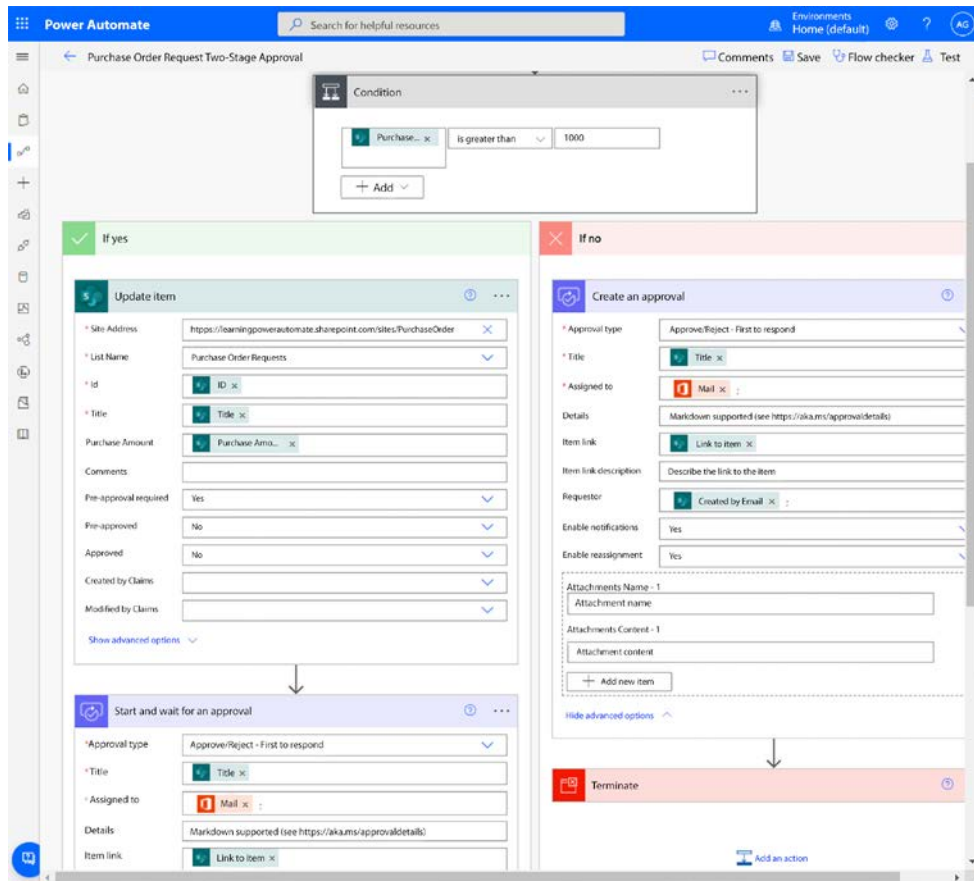 Power Automate
Search for helpful resources
Environments
Home (default)
?
AG
Purchase Order Request Two-Stage Approval
Comments
Save
Flow checker
Test
Condition
...
Purchase... ×
is greater than
1000
+ Add
If yes
Update item
...
* Site Address
https://learningpowerautomate.sharepoint.com/sites/PurchaseOrder
* List Name
Purchase Order Requests
* Id
ID ×
* Title
Title ×
Purchase Amount
Purchase Amo... ×
Comments
Pre-approval required
Yes
Pre-approved
No
Approved
No
Created by Claims
Modified by Claims
Show advanced options
Start and wait for an approval
...
*Approval type
Approve/Reject - First to respond
*Title
Title ×
* Assigned to
Mail × ;
Details
Markdown supported (see https://aka.ms/approvaldetails)
Item link
Link to item ×
If no
Create an approval
* Approval type
Approve/Reject - First to respond
* Title
Title ×
* Assigned to
Mail × ;
Details
Markdown supported (see https://aka.ms/approvaldetails)
Item link
Link to item ×
Item link description
Describe the link to the item
Requestor
Created by Email × ;
Enable notifications
Yes
Enable reassignment
Yes
Attachments Name - 1
Attachment name
Attachments Content - 1
Attachment content
+ Add new item
Hide advanced options
Terminate
Add an action